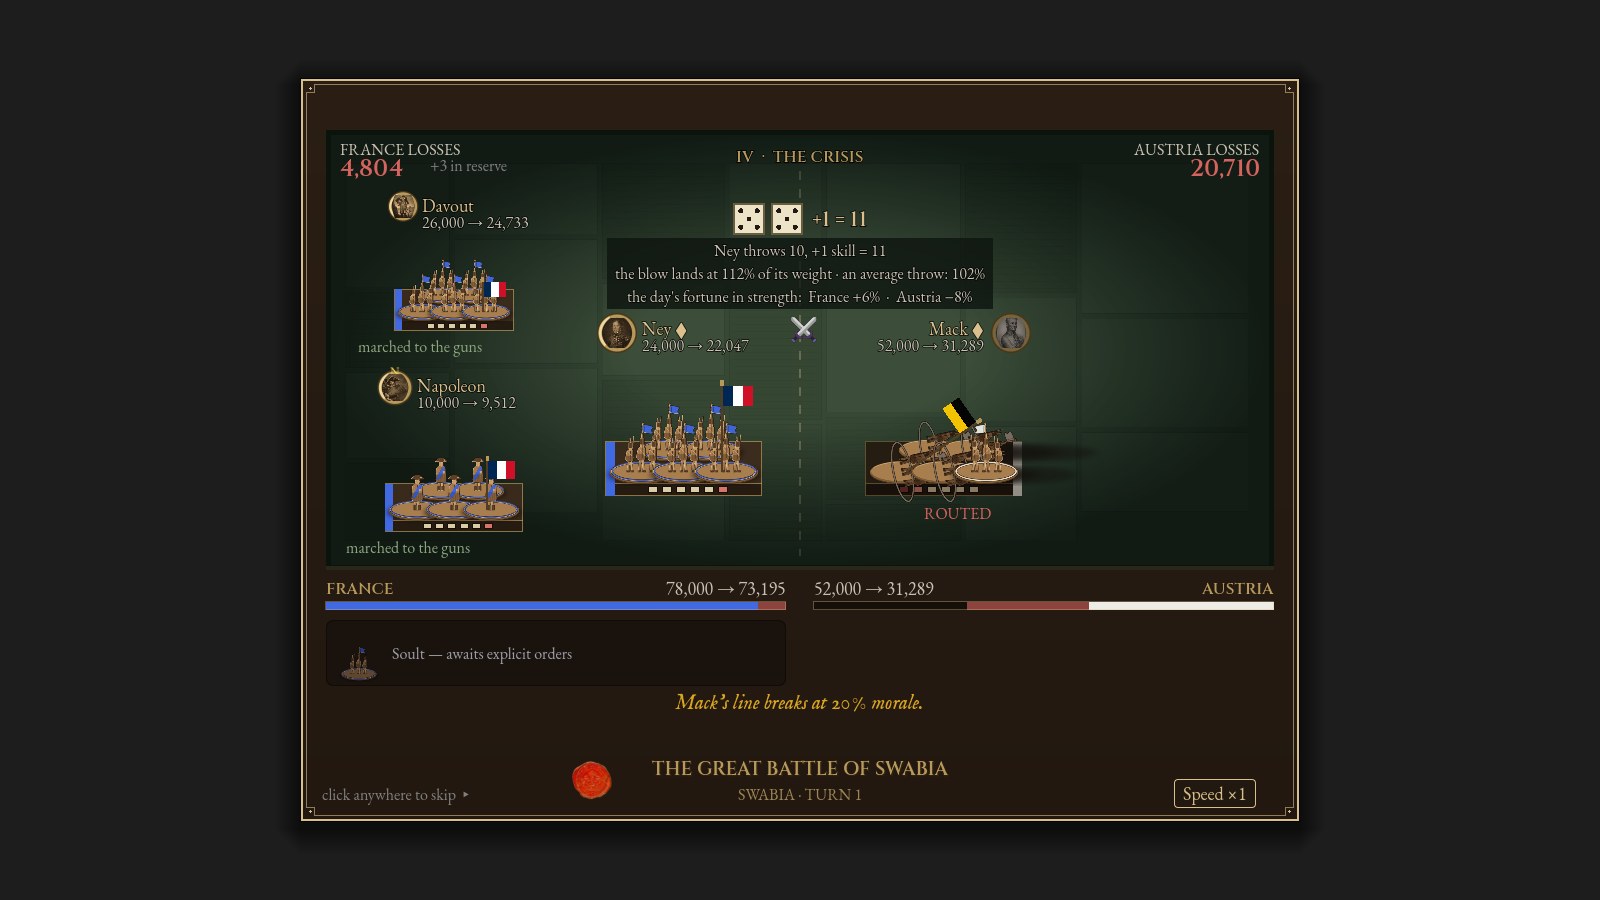 FRANCE LOSSES
4,804 +3 in reserve
IV · THE CRISIS
AUSTRIA LOSSES
20,710
Davout
26,000 → 24,733
+1 = 11
Ney throws 10, +1 skill = 11
the blow lands at 112% of its weight · an average throw: 102%
the day's fortune in strength: France +6% · Austria −8%
marched to the guns
Ney
24,000 → 22,047
Mack
52,000 → 31,289
N
Napoleon
10,000 → 9,512
marched to the guns
ROUTED
FRANCE 78,000 → 73,195
52,000 → 31,289 AUSTRIA
Soult — awaits explicit orders
Mack's line breaks at 20% morale.
THE GREAT BATTLE OF SWABIA
SWABIA · TURN 1
click anywhere to skip ▸
Speed ×1